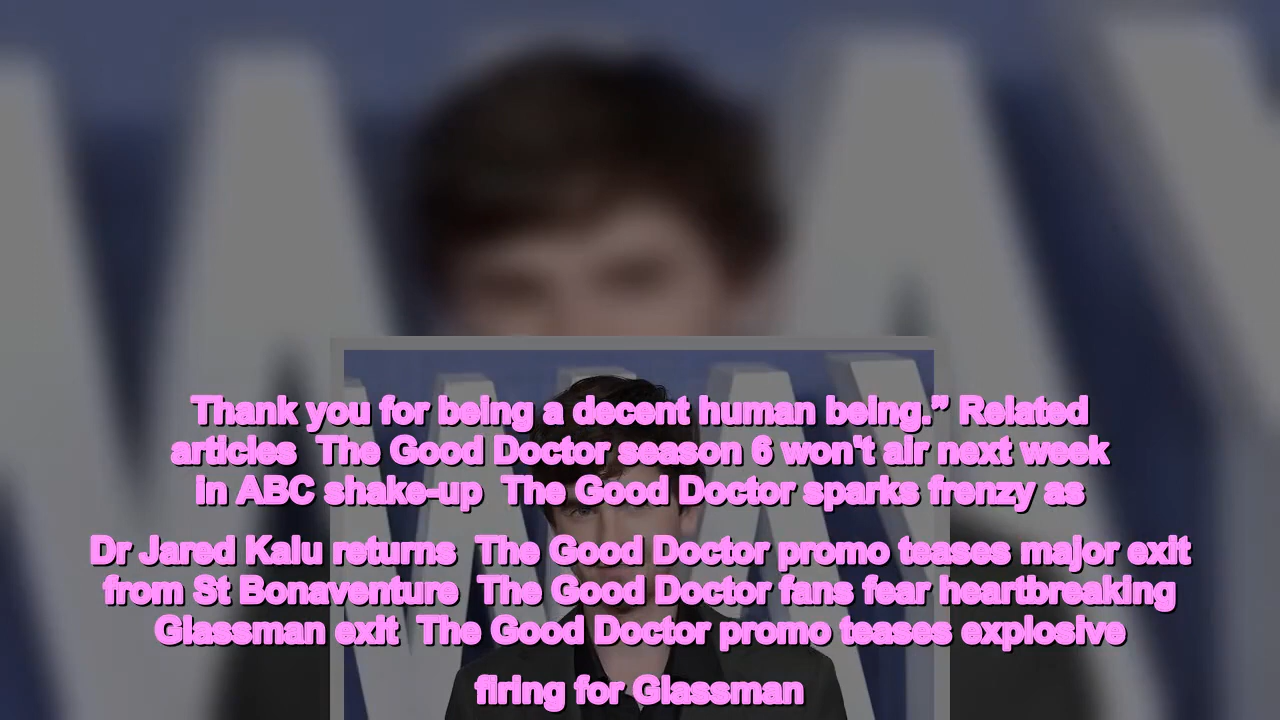 Thank you for being a decent human being.” Related
articles  The Good Doctor season 6 won't air next week
in ABC shake-up  The Good Doctor sparks frenzy as
Dr Jared Kalu returns  The Good Doctor promo teases major exit
from St Bonaventure  The Good Doctor fans fear heartbreaking
Glassman exit  The Good Doctor promo teases explosive
firing for Glassman